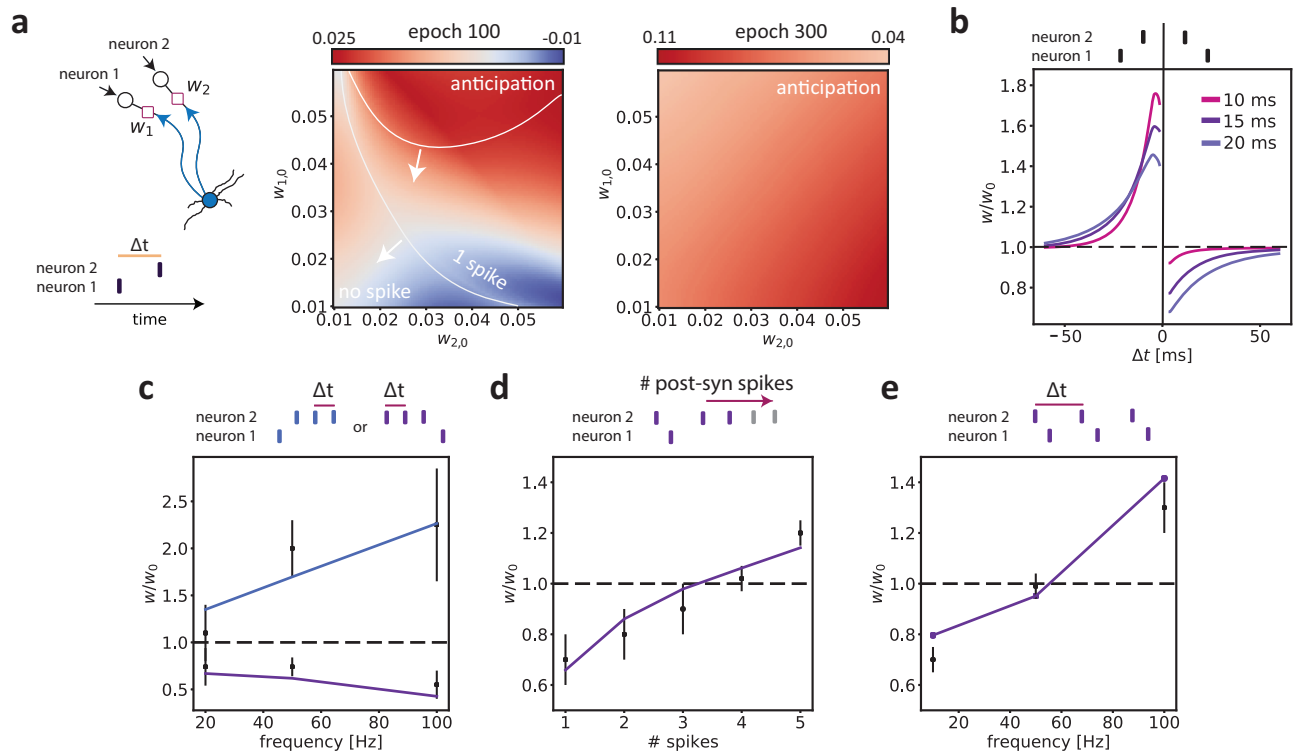 a
neuron 2
neuron 1
w2
w1
Δt
neuron 2
neuron 1
time
0.025 epoch 100 -0.01
anticipation
1 spike
no spike
w1,0
0.05
0.04
0.03
0.02
0.01
0.01 0.02 0.03 0.04 0.05
w2,0
0.11 epoch 300 0.04
anticipation
w1,0
0.05
0.04
0.03
0.02
0.01
0.01 0.02 0.03 0.04 0.05
w2,0
b
neuron 2
neuron 1
10 ms
15 ms
20 ms
w/w0
1.8
1.6
1.4
1.2
1.0
0.8
−50 0 50
Δt [ms]
c
Δt Δt
neuron 2
neuron 1
or
w/w0
2.5
2.0
1.5
1.0
0.5
20 40 60 80 100
frequency [Hz]
d
# post-syn spikes
neuron 2
neuron 1
w/w0
1.4
1.2
1.0
0.8
0.6
1 2 3 4 5
# spikes
e
Δt
neuron 2
neuron 1
w/w0
1.4
1.2
1.0
0.8
0.6
20 40 60 80 100
frequency [Hz]